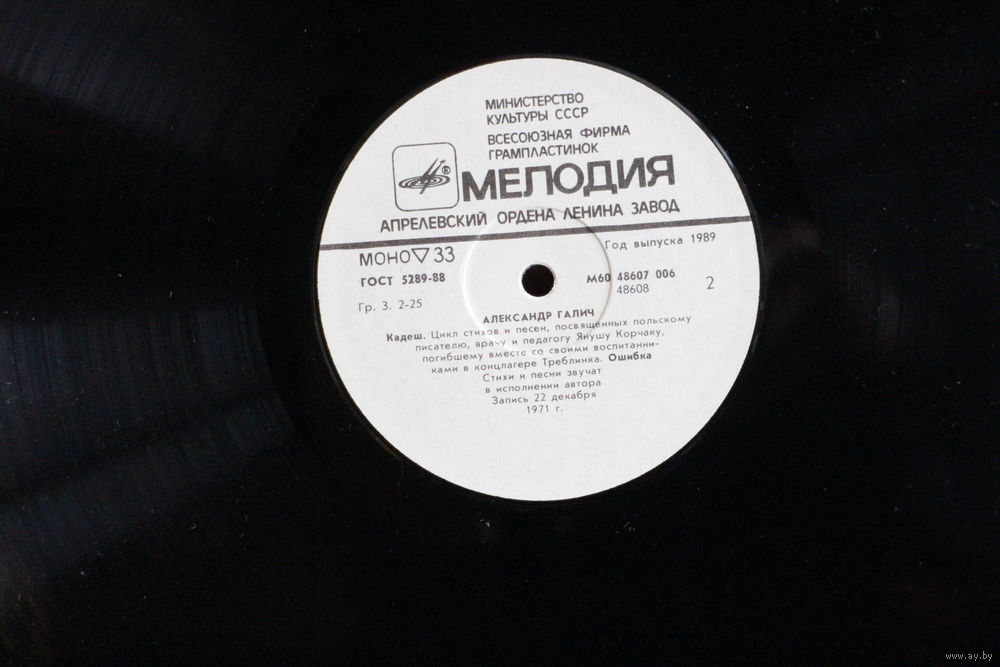 МИНИСТЕРСТВО
КУЛЬТУРЫ СССР
ВСЕСОЮЗНАЯ ФИРМА
ГРАМПЛАСТИНОК
®
МЕЛОДИЯ
АПРЕЛЕВСКИЙ ОРДЕНА ЛЕНИНА ЗАВОД
МОНО▽33
Год выпуска 1989
ГОСТ 5289-88
М60 48607 006
48608
2
Гр. 3. 2-25
АЛЕКСАНДР ГАЛИЧ
Кадеш. Цикл стихов и песен, посвященных польскому
писателю, врачу и педагогу Янушу Корчаку,
погибшему вместе со своими воспитанни-
ками в концлагере Треблинка. Ошибка
Стихи и песни звучат
в исполнении автора
Запись 22 декабря
1971 г.
www.ay.by